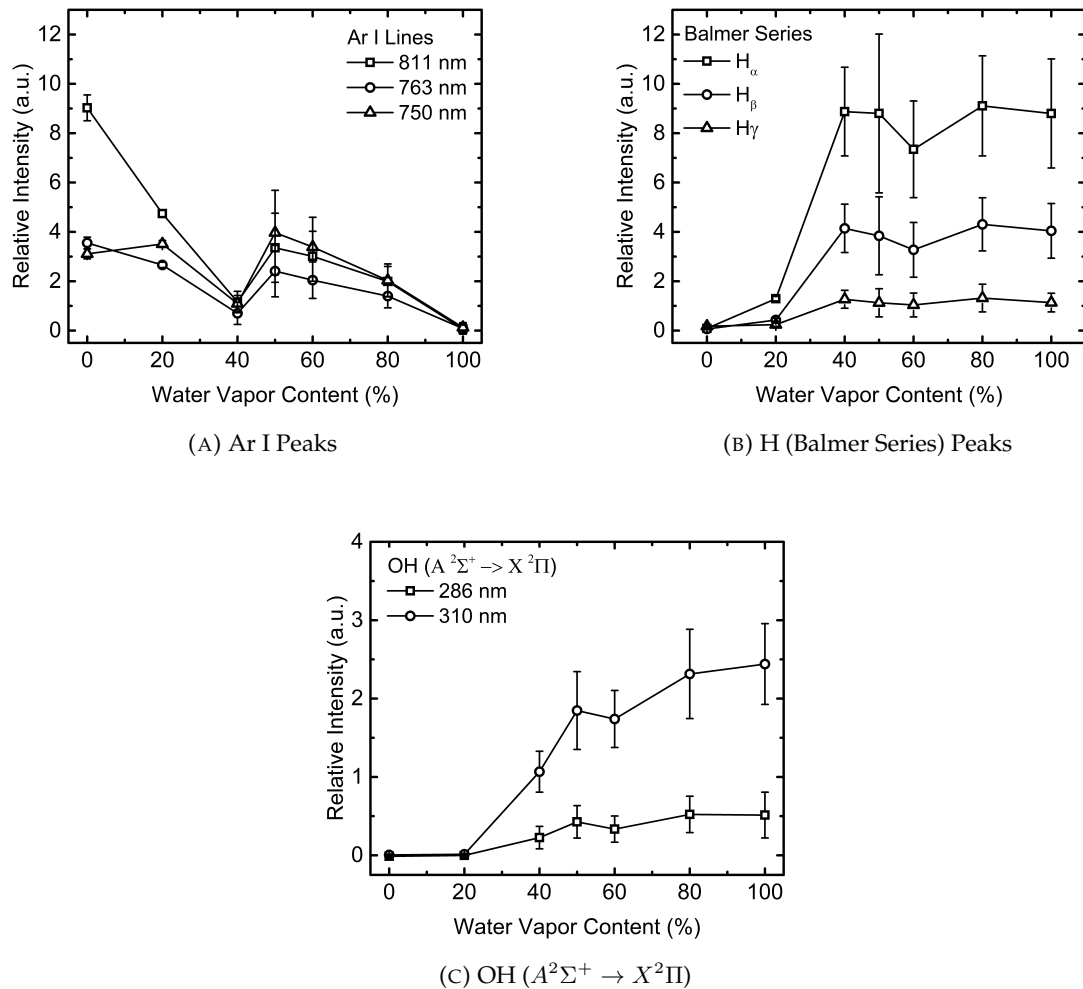 Ar I Lines
811 nm
763 nm
750 nm
12
10
8
6
4
2
0
Relative Intensity (a.u.)
0 20 40 60 80 100
Water Vapor Content (%)
(A) Ar I Peaks
Balmer Series
Hα
Hβ
Hγ
12
10
8
6
4
2
0
Relative Intensity (a.u.)
0 20 40 60 80 100
Water Vapor Content (%)
(B) H (Balmer Series) Peaks
OH (A ²Σ⁺ –> X ²Π)
286 nm
310 nm
4
3
2
1
0
Relative Intensity (a.u.)
0 20 40 60 80 100
Water Vapor Content (%)
(C) OH (A²Σ⁺ → X²Π)